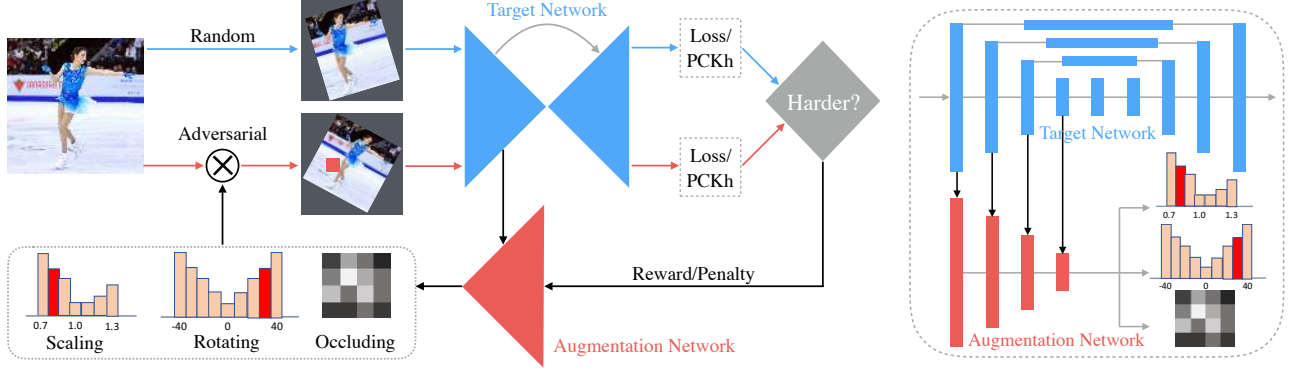 Target Network
Random
Loss/
PCKh
Harder?
Adversarial
Loss/
PCKh
Reward/Penalty
0.7 1.0 1.3
-40 0 40
Scaling
Rotating
Occluding
Augmentation Network
Target Network
0.7 1.0 1.3
-40 0 40
Augmentation Network